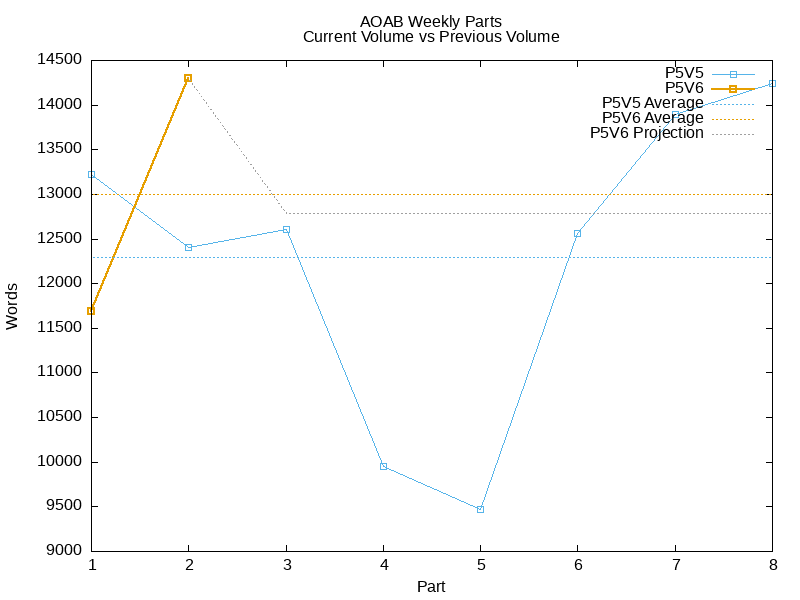 AOAB Weekly Parts
Current Volume vs Previous Volume
14500
14000
13500
13000
12500
12000
11500
11000
10500
10000
9500
9000
Words
P5V5
P5V6
P5V5 Average
P5V6 Average
P5V6 Projection
1 2 3 4 5 6 7 8
Part